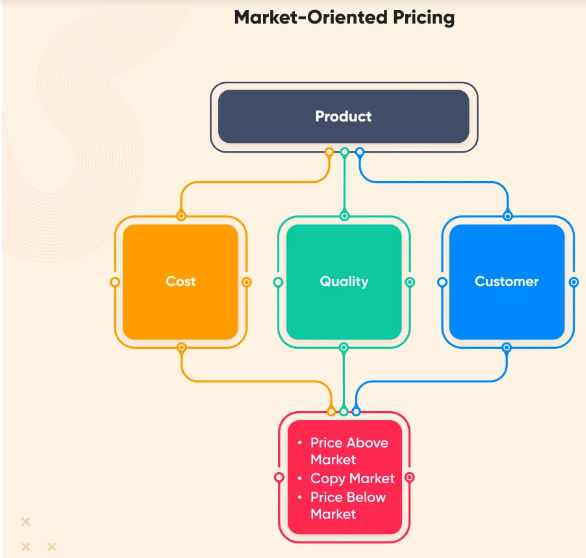 Market-Oriented Pricing
Product
Cost
Quality
Customer
• Price Above
Market
• Copy Market
• Price Below
Market